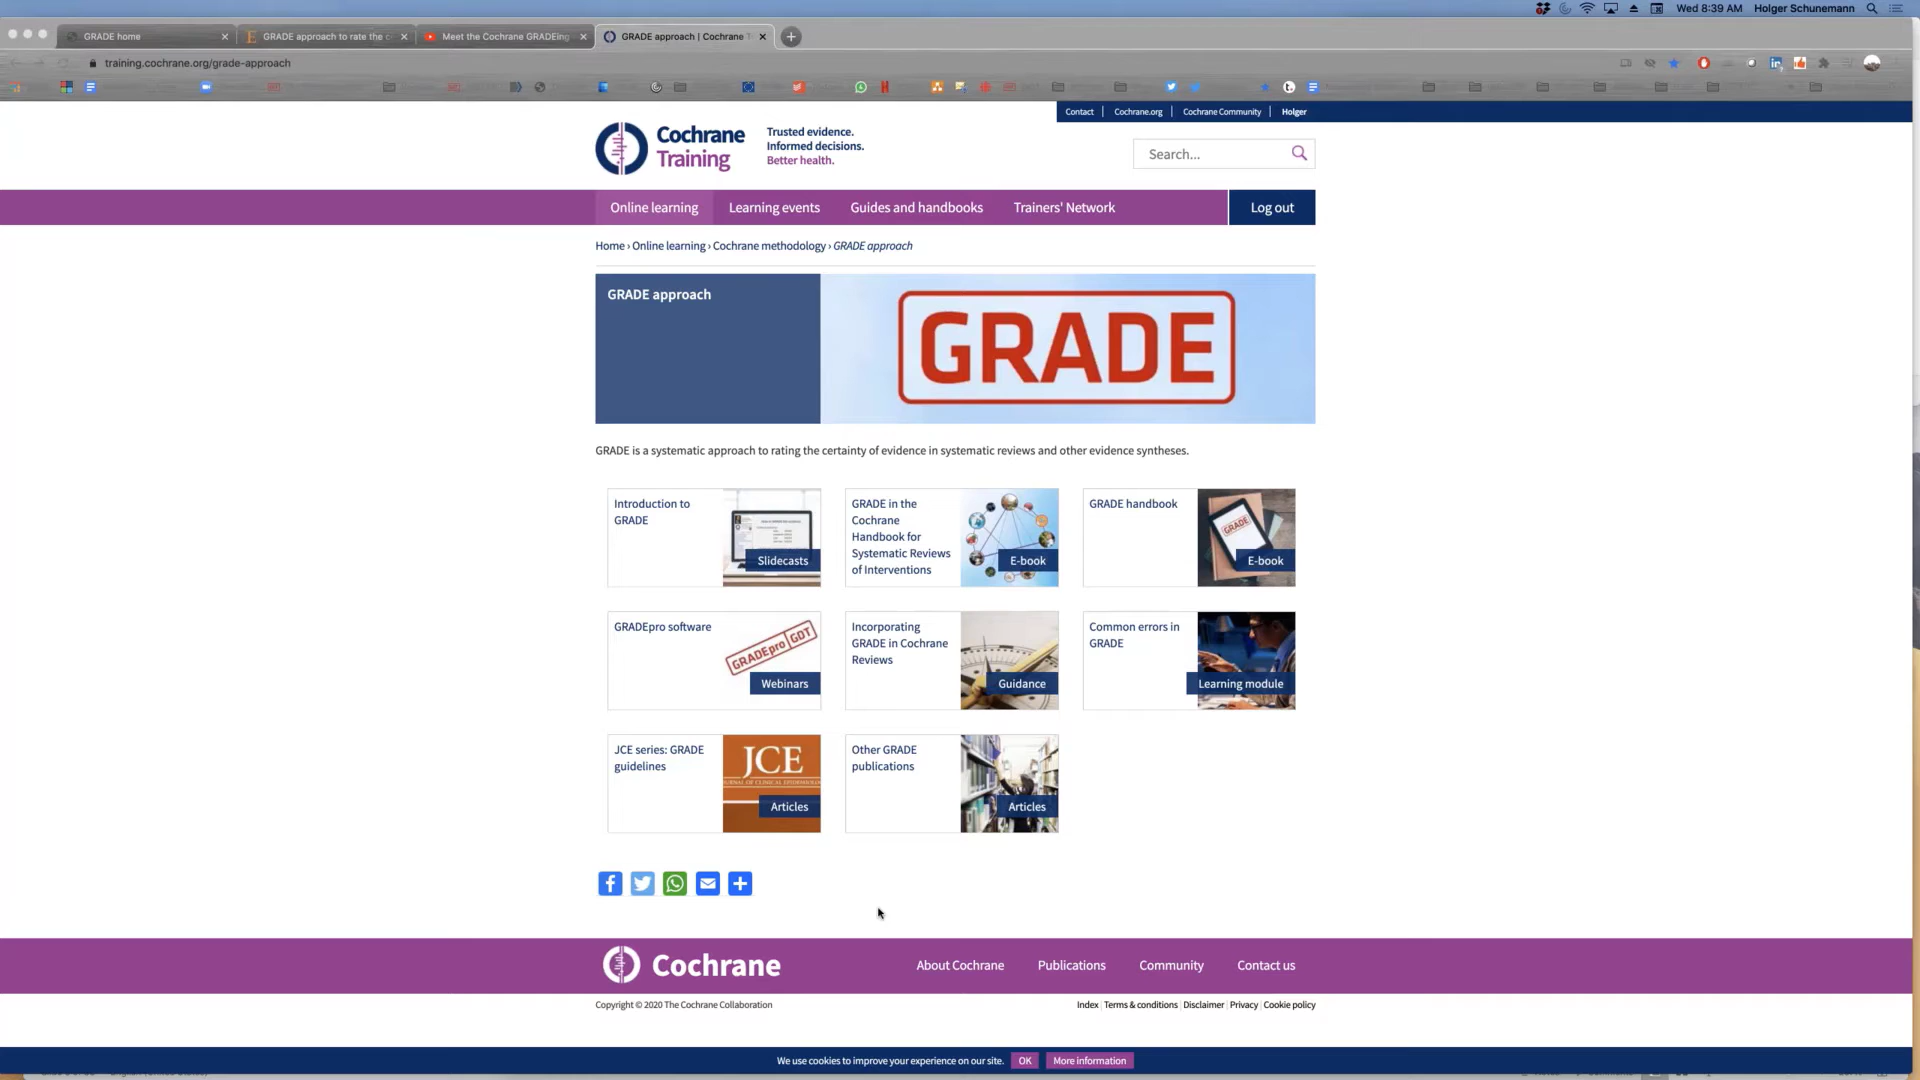 Wed 8:39 AM Holger Schunemann
GRADE home
GRADE approach to rate the c
Meet the Cochrane GRADEing
GRADE approach | Cochrane T
training.cochrane.org/grade-approach
Contact | Cochrane.org | Cochrane Community | Holger
Cochrane
Training
Trusted evidence.
Informed decisions.
Better health.
Search...
Online learning
Learning events
Guides and handbooks
Trainers' Network
Log out
Home › Online learning › Cochrane methodology › GRADE approach
GRADE approach
GRADE
GRADE is a systematic approach to rating the certainty of evidence in systematic reviews and other evidence syntheses.
Introduction to
GRADE
Slidecasts
GRADE in the
Cochrane
Handbook for
Systematic Reviews
of Interventions
E-book
GRADE handbook
GRADE
E-book
GRADEpro software
GRADEpro GDT
Webinars
Incorporating
GRADE in Cochrane
Reviews
Guidance
Common errors in
GRADE
Learning module
JCE series: GRADE
guidelines
JCE
Articles
Other GRADE
publications
Articles
Cochrane
About Cochrane
Publications
Community
Contact us
Copyright © 2020 The Cochrane Collaboration
Index | Terms & conditions | Disclaimer | Privacy | Cookie policy
We use cookies to improve your experience on our site.
OK
More information